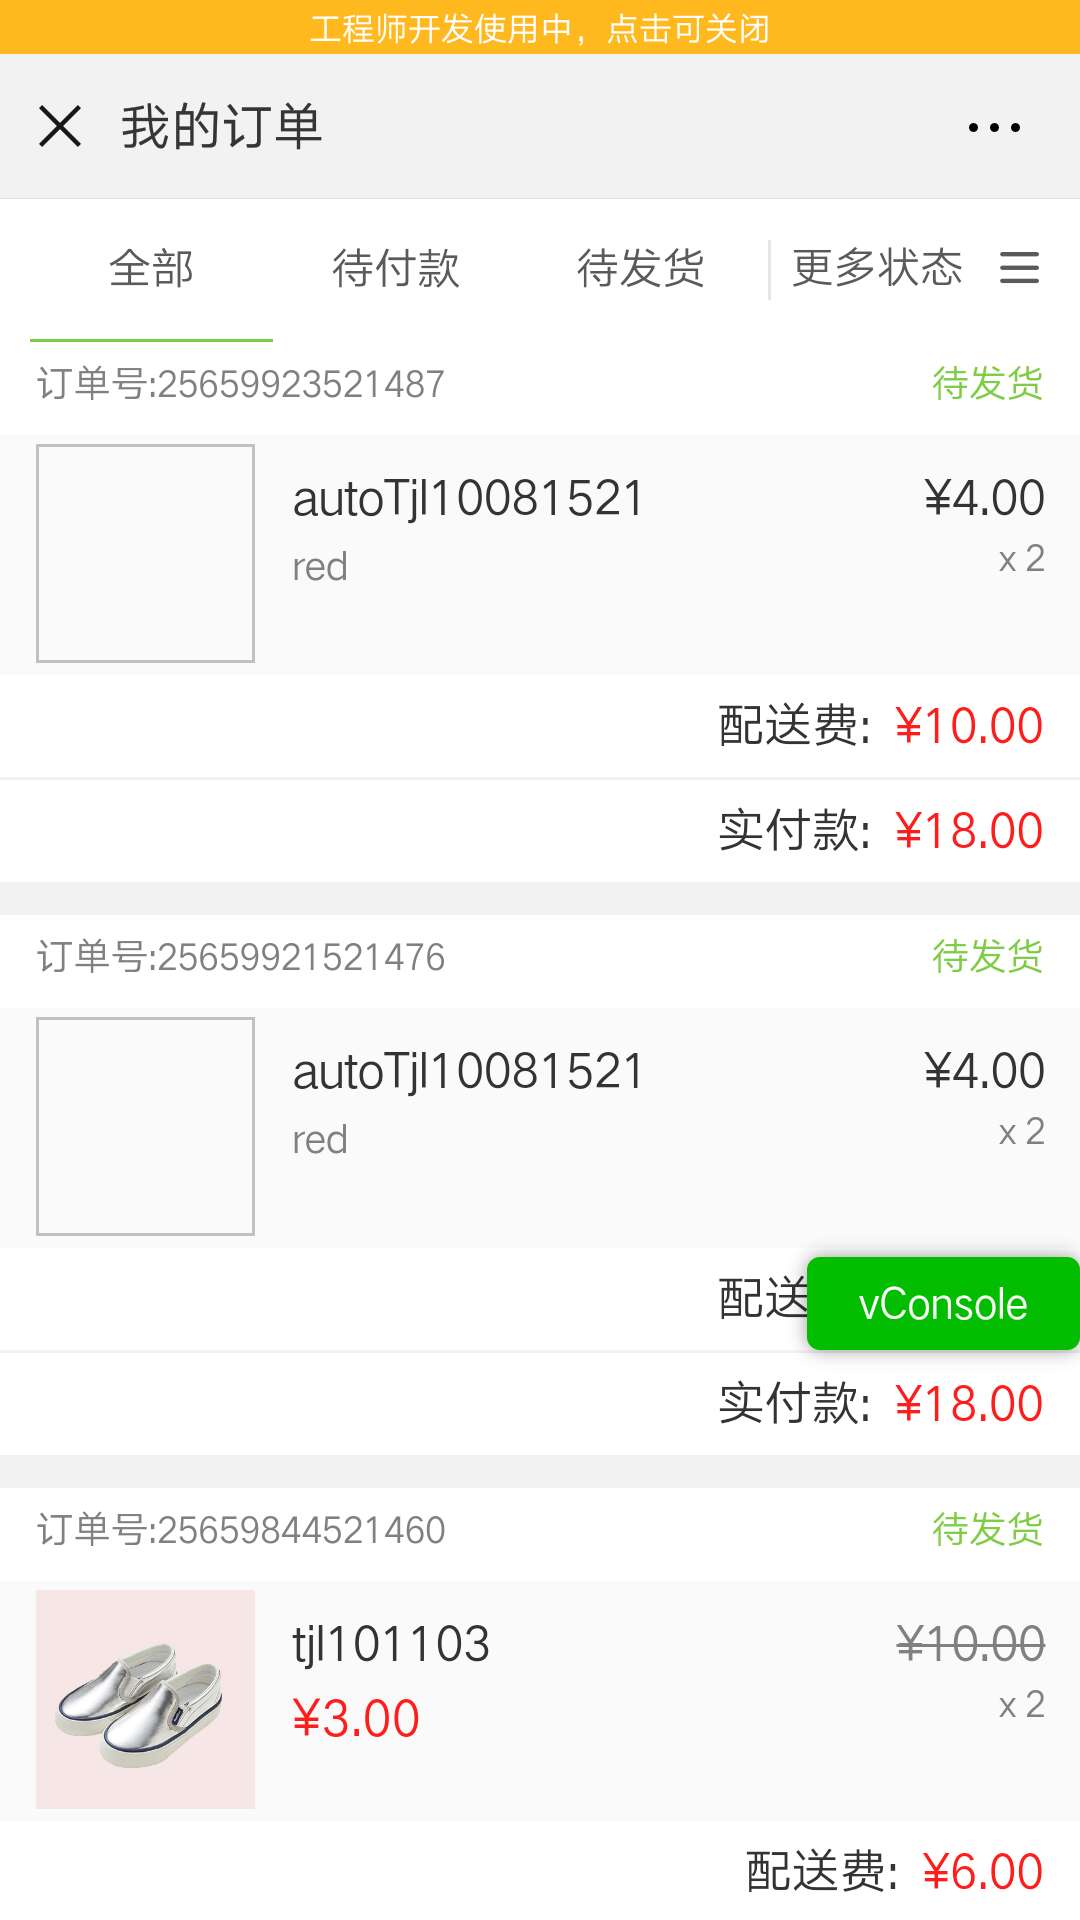 工程师开发使用中，点击可关闭
我的订单
全部 待付款 待发货 更多状态
订单号:25659923521487 待发货
autoTjl10081521 ¥4.00
red x 2
配送费: ¥10.00
实付款: ¥18.00
订单号:25659921521476 待发货
autoTjl10081521 ¥4.00
red x 2
配送 vConsole
实付款: ¥18.00
订单号:25659844521460 待发货
tjl101103 ¥10.00
¥3.00 x 2
配送费: ¥6.00